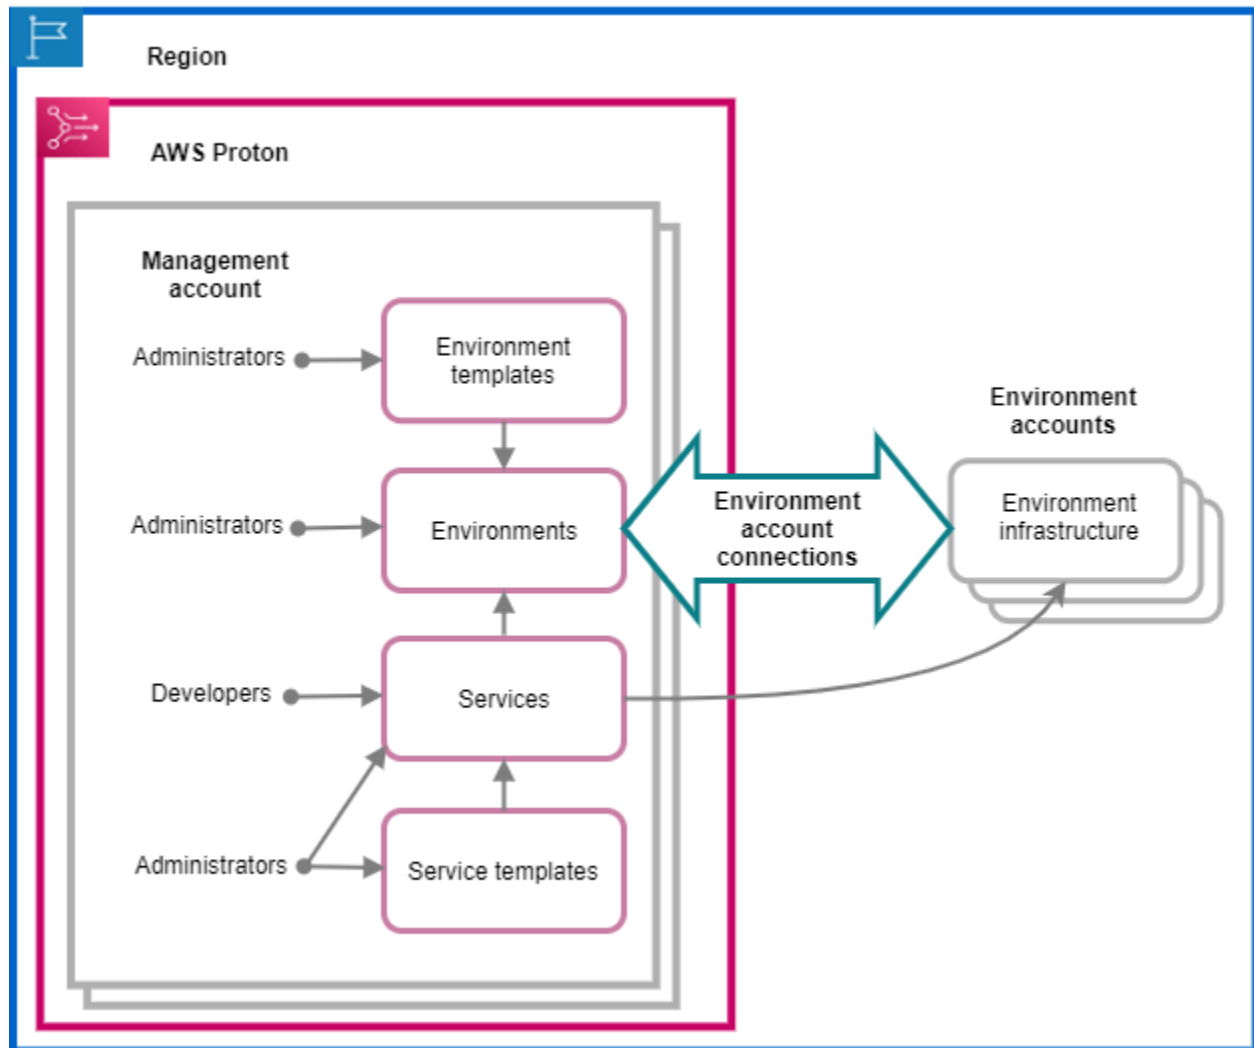 Region
AWS Proton
Management
account
Administrators
Environment
templates
Administrators
Environments
Developers
Services
Administrators
Service templates
Environment
account
connections
Environment
accounts
Environment
infrastructure